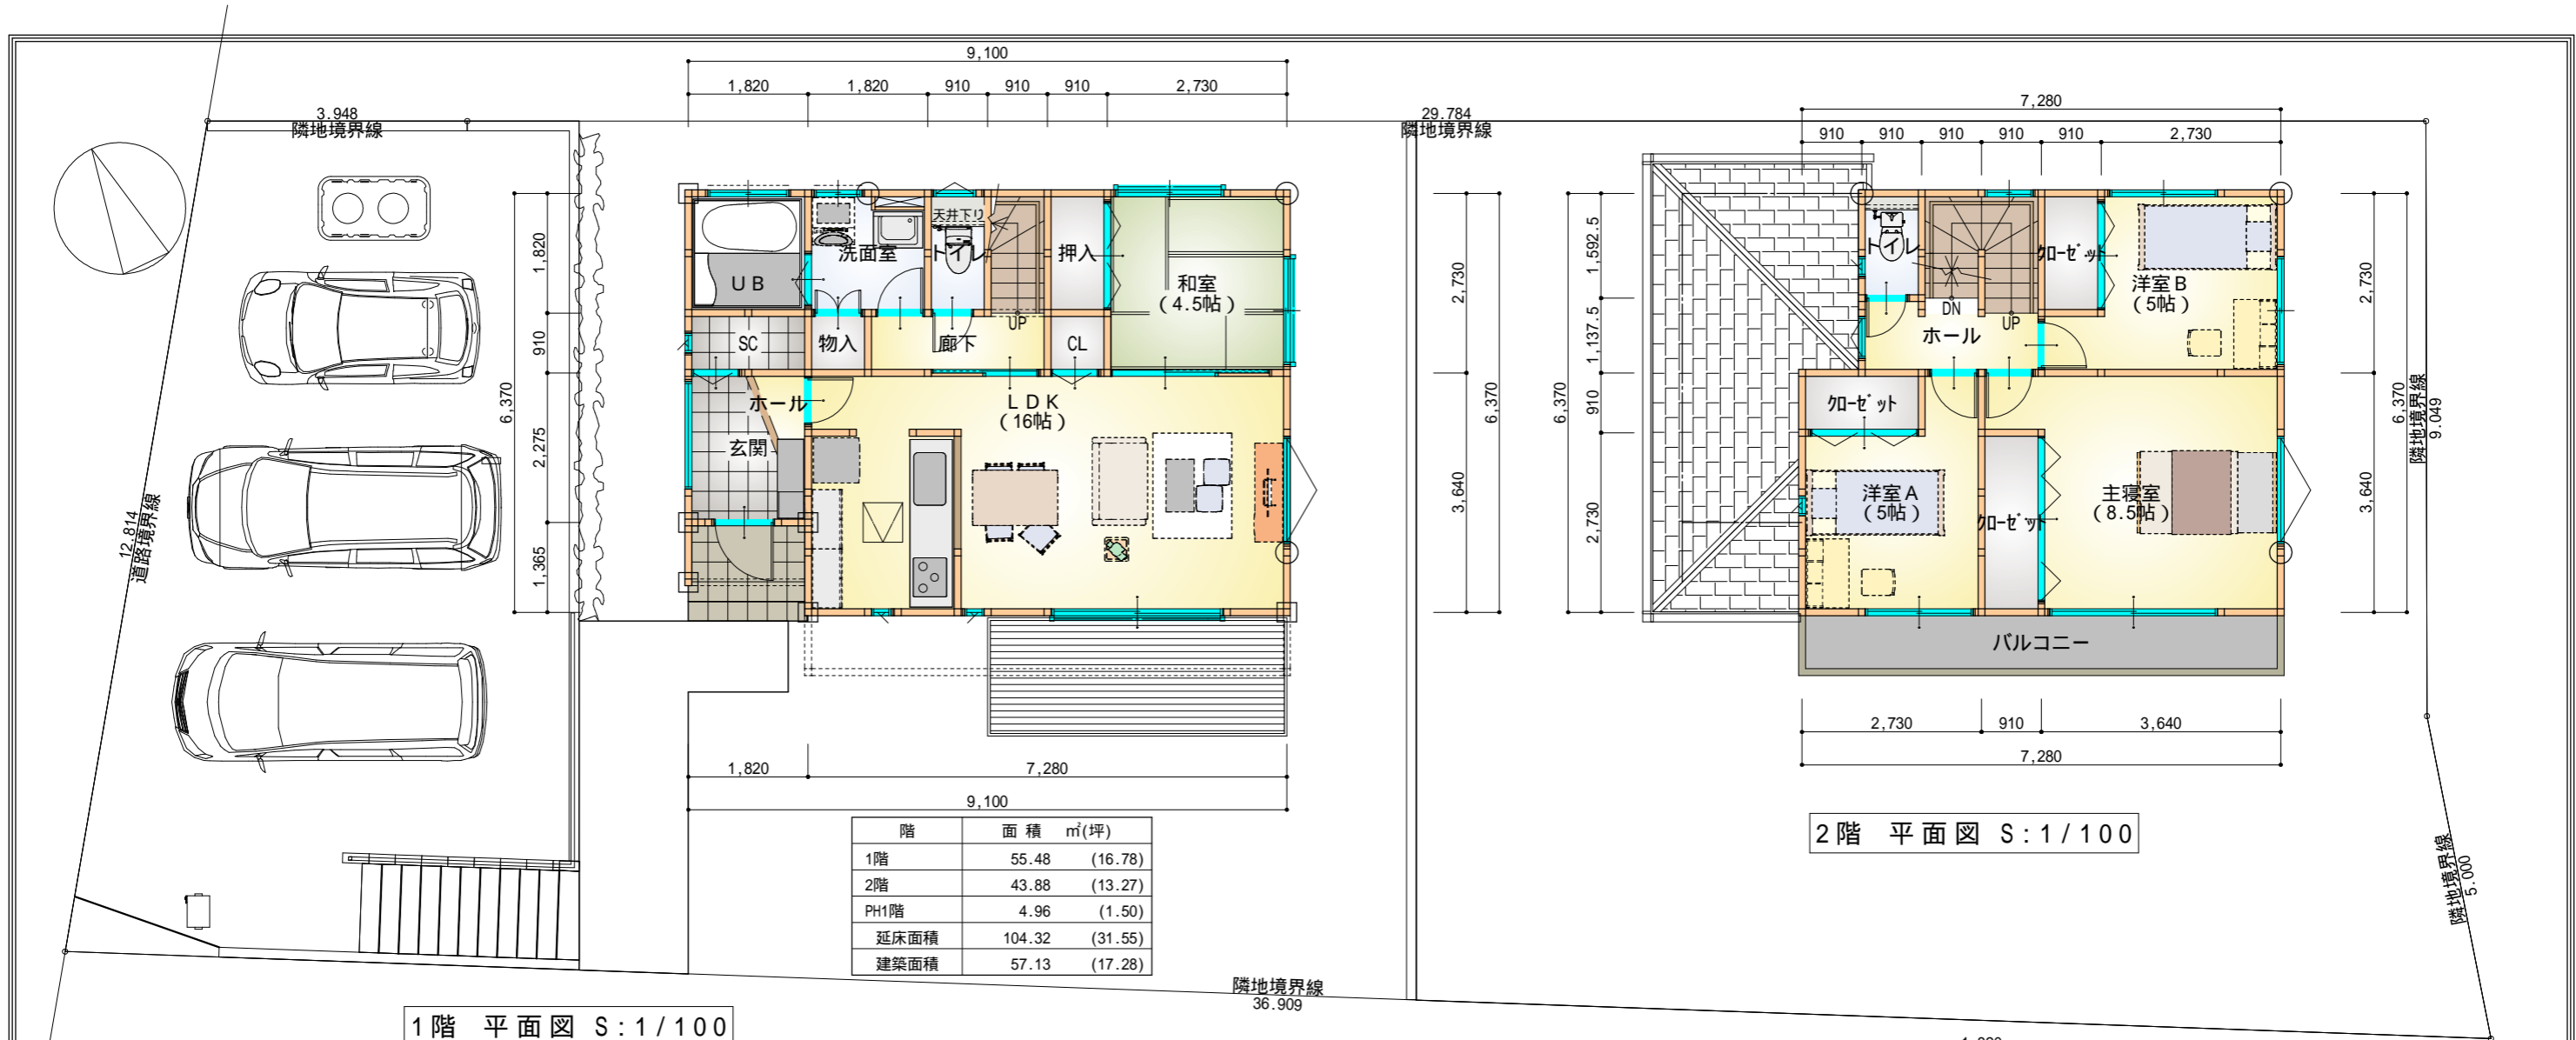 9,100
1,820 1,820 910 910 910 2,730
3.948
隣地境界線
29.784
隣地境界線
7,280
910 910 910 910 910 2,730
天井下り
UB
洗面室
トイレ
押入
和室
(4.5帖)
UP
SC
物入
廊下
CL
ホール
玄関
LDK
(16帖)
1,820
910
2,275
1,365
6,370
2,730
3,640
6,370
12.814
道路境界線
6,370
1,592.5
1,137.5
910
2,730
トイレ
クローゼット
洋室B
(5帖)
DN
UP
ホール
クローゼット
洋室A
(5帖)
クローゼット
主寝室
(8.5帖)
バルコニー
2,730
3,640
6,370
隣地境界線
9.049
1,820 7,280
9,100
2,730 910 3,640
7,280
階 面積 ㎡(坪)
1階 55.48 (16.78)
2階 43.88 (13.27)
PH1階 4.96 (1.50)
延床面積 104.32 (31.55)
建築面積 57.13 (17.28)
2階 平面図 S:1/100
隣地境界線
5.000
隣地境界線
36.909
1階 平面図 S:1/100